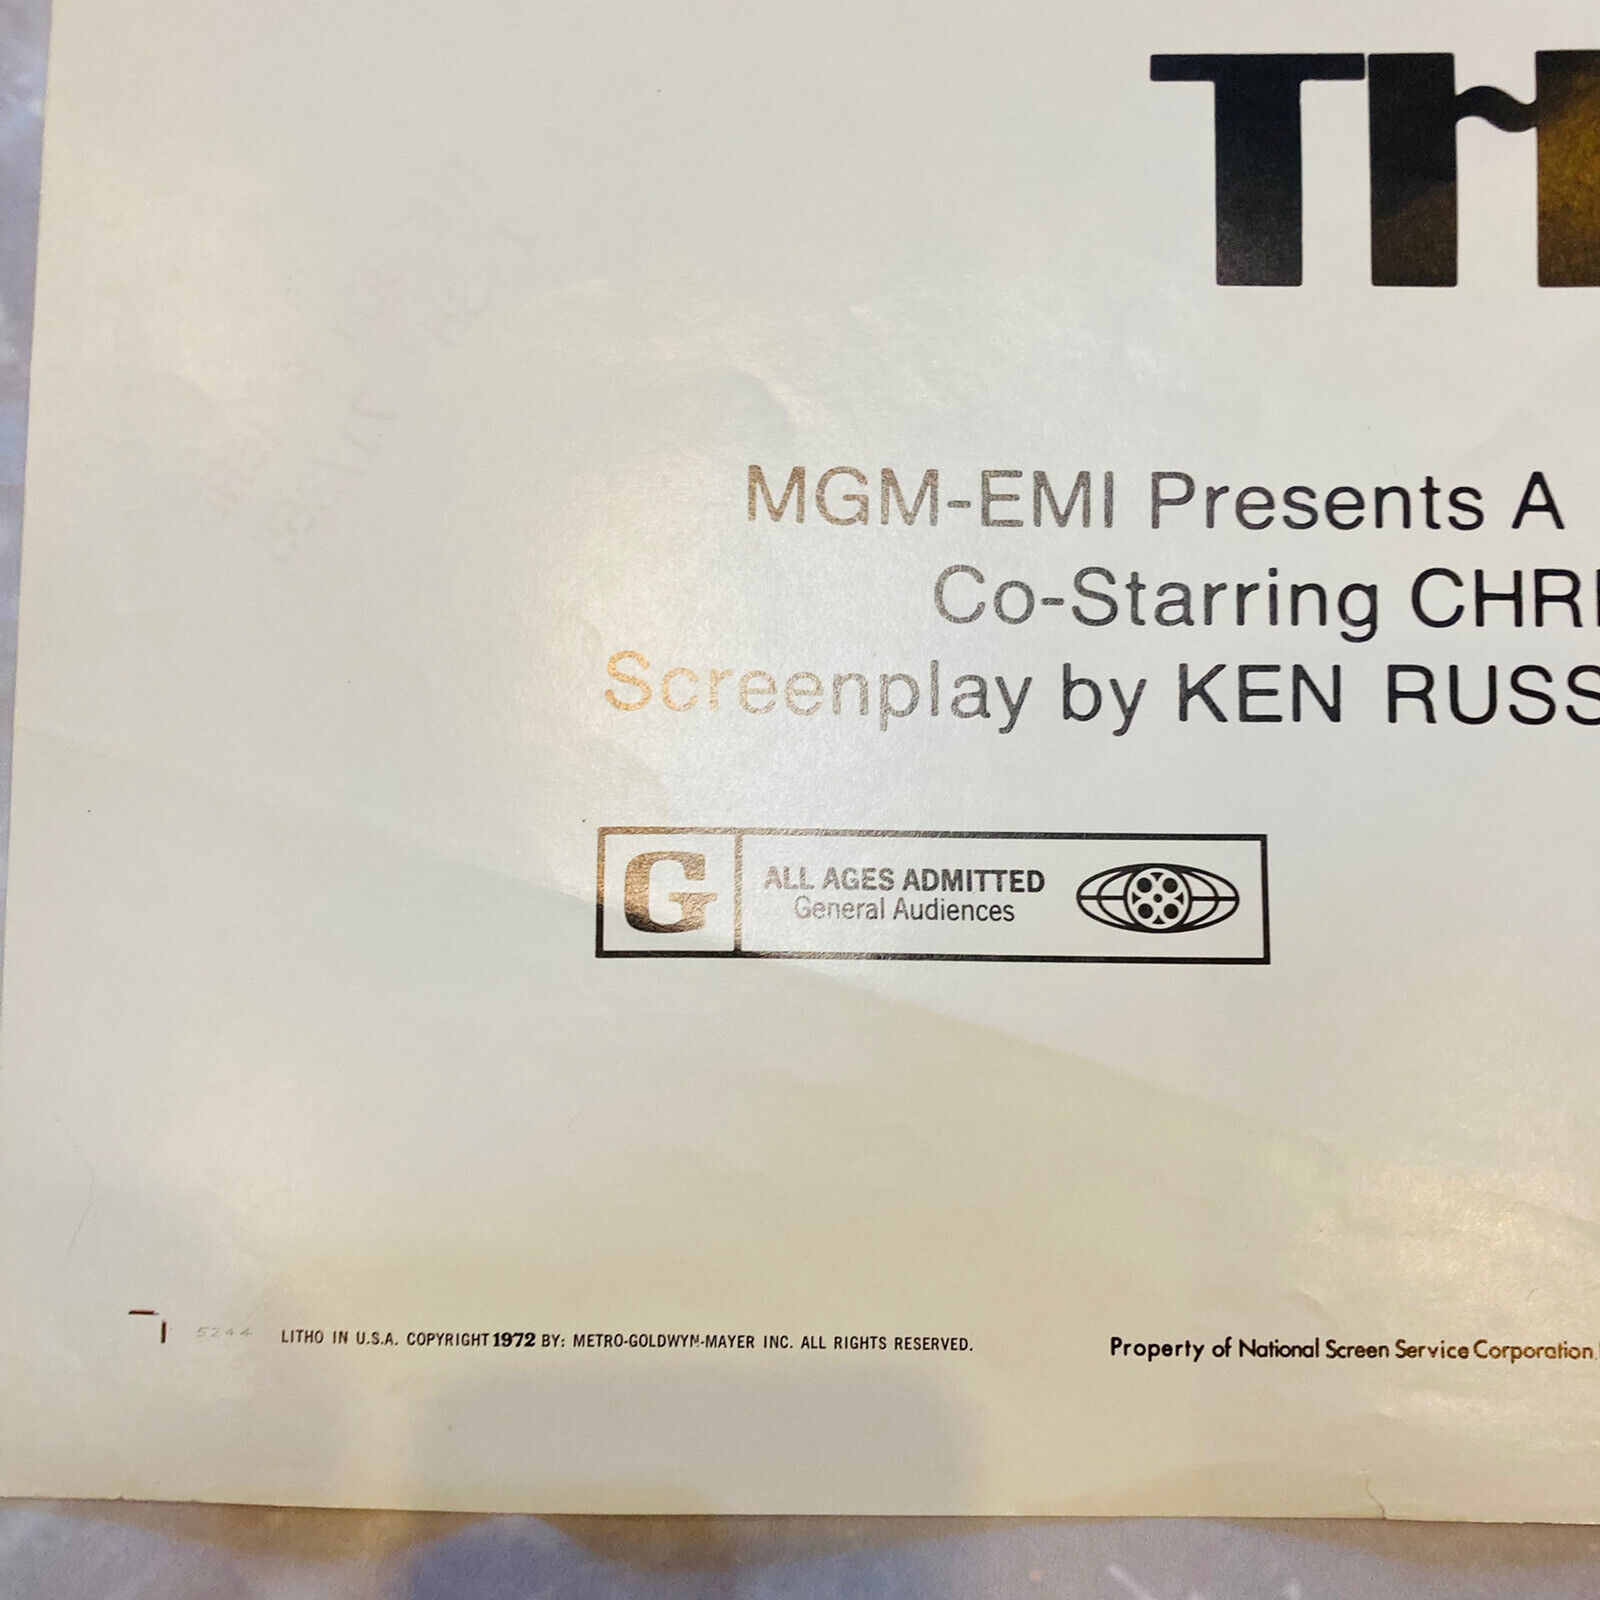 TH
MGM-EMI Presents A
Co-Starring CHRI
Screenplay by KEN RUSS
G
ALL AGES ADMITTED
General Audiences
5244 LITHO IN U.S.A. COPYRIGHT 1972 BY: METRO-GOLDWYN-MAYER INC. ALL RIGHTS RESERVED. Property of National Screen Service Corporation.